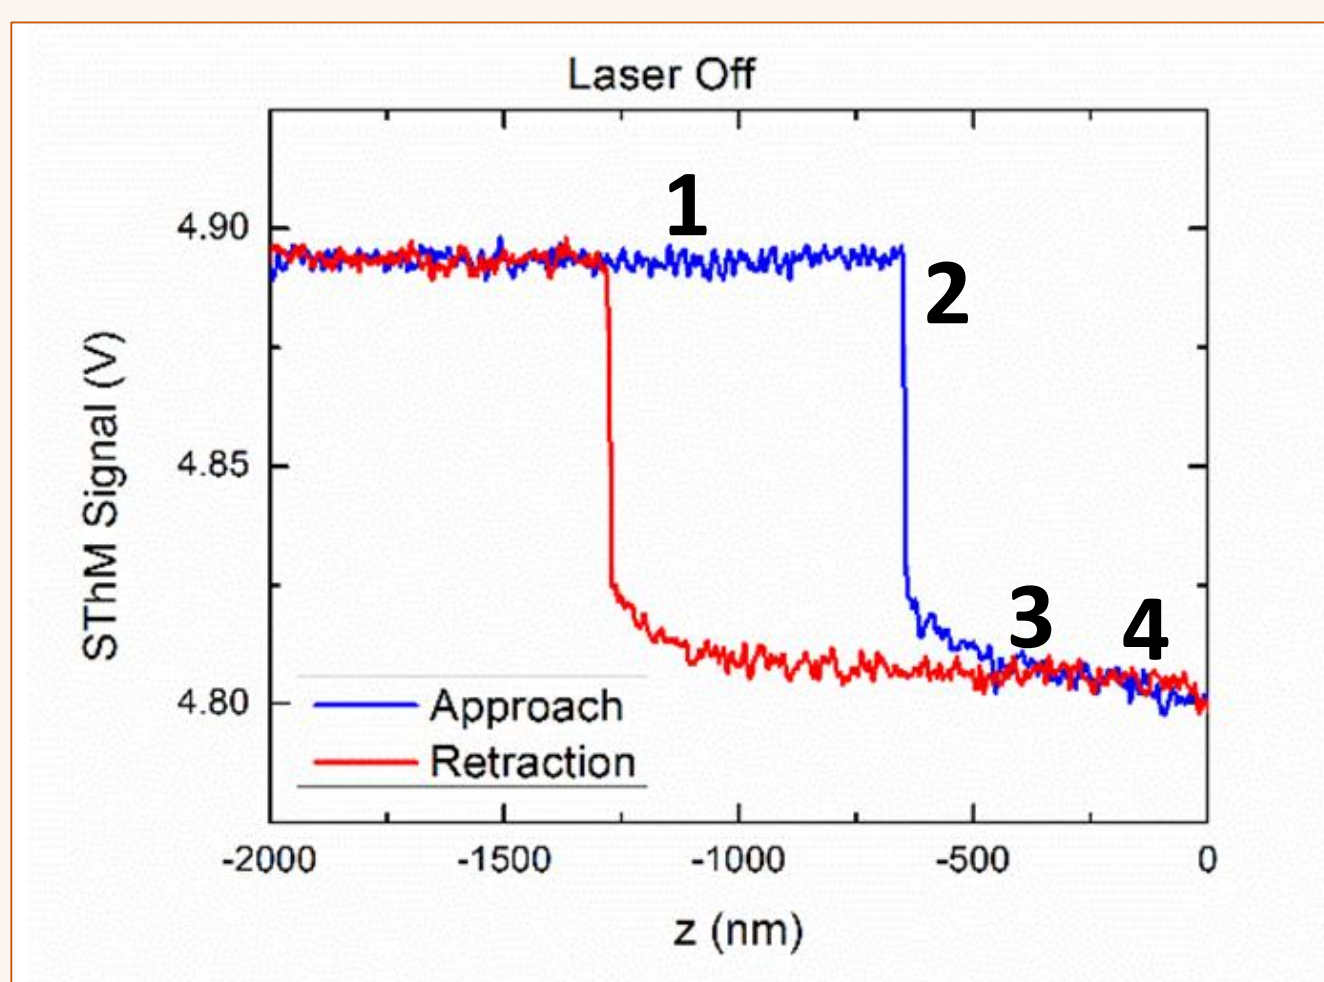 Laser Off
1
4.90
2
SThM Signal (V)
4.85
3
4
4.80
Approach
Retraction
-2000 -1500 -1000 -500 0
z (nm)